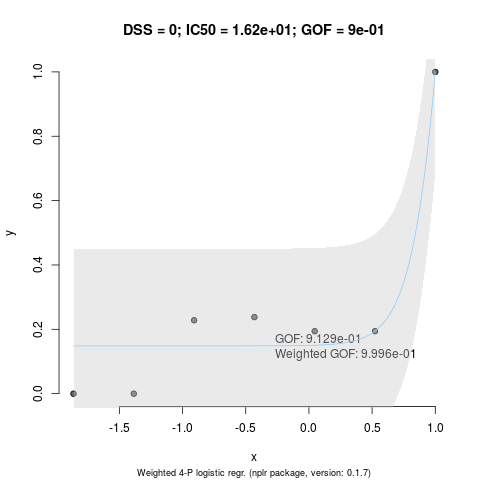 DSS = 0; IC50 = 1.62e+01; GOF = 9e-01
1.0
0.8
0.6
0.4
0.2
0.0
y
GOF: 9.129e-01
Weighted GOF: 9.996e-01
-1.5 -1.0 -0.5 0.0 0.5 1.0
x
Weighted 4-P logistic regr. (nplr package, version: 0.1.7)